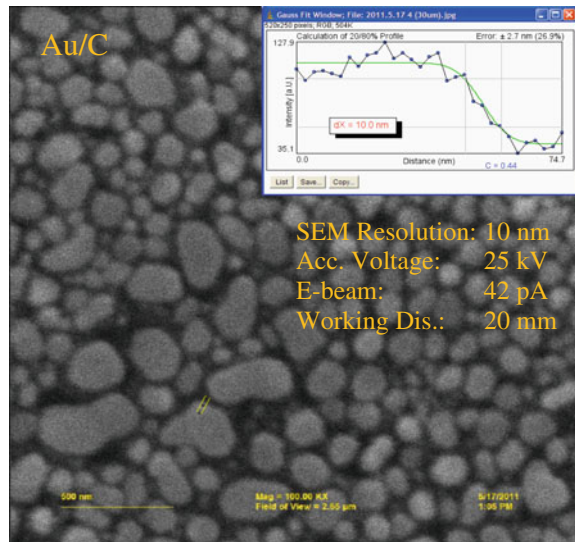 Au/C
Gauss Fit Window; File: 2011.5.17 4 (30um).jpg
520x250 pixels; RGB; 504K
Calculation of 20/80% Profile
Error: ± 2.7 nm (26.9%)
127.9
Intensity [a.U.]
dX = 10.0 nm
35.1
0.0
Distance (nm)
74.7
C = 0.44
List
Save...
Copy...
SEM Resolution: 10 nm
Acc. Voltage: 25 kV
E-beam: 42 pA
Working Dis.: 20 mm
500 nm
Mag = 100.00 KX
5/17/2011
Field of View = 2.55 µm
1:05 PM